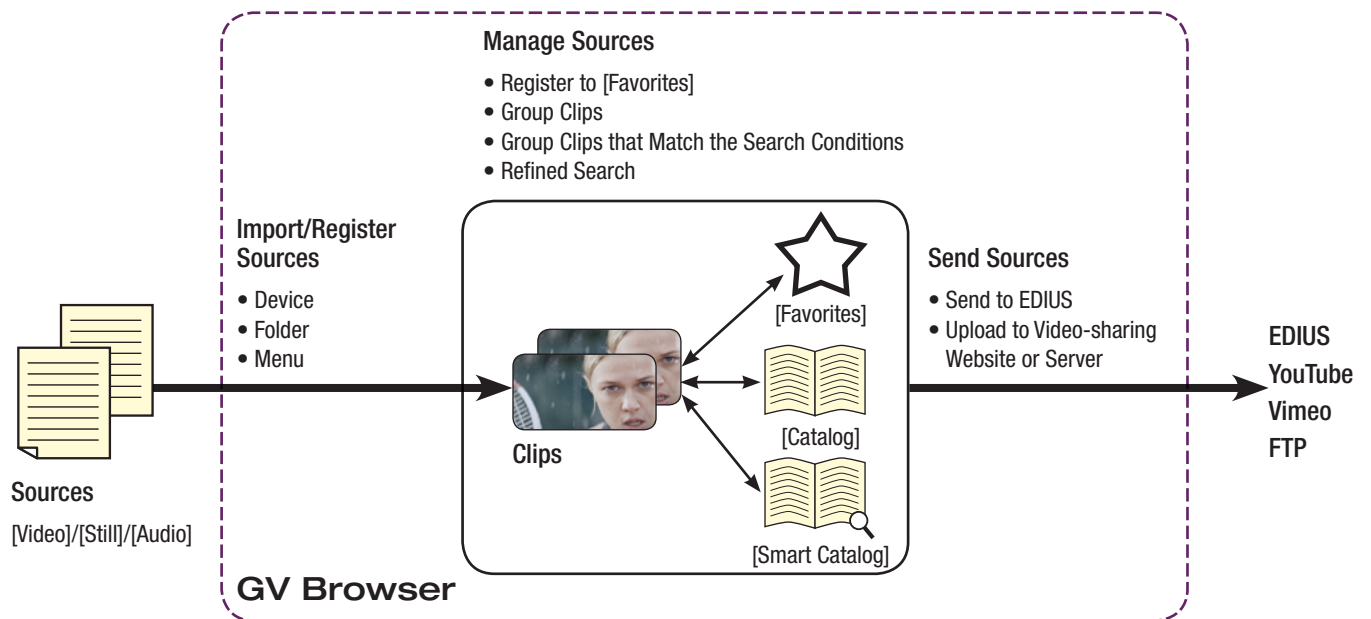 Manage Sources
• Register to [Favorites]
• Group Clips
• Group Clips that Match the Search Conditions
• Refined Search
Import/Register
Sources
• Device
• Folder
• Menu
[Favorites]
[Catalog]
[Smart Catalog]
Clips
Send Sources
• Send to EDIUS
• Upload to Video-sharing
Website or Server
EDIUS
YouTube
Vimeo
FTP
Sources
[Video]/[Still]/[Audio]
GV Browser